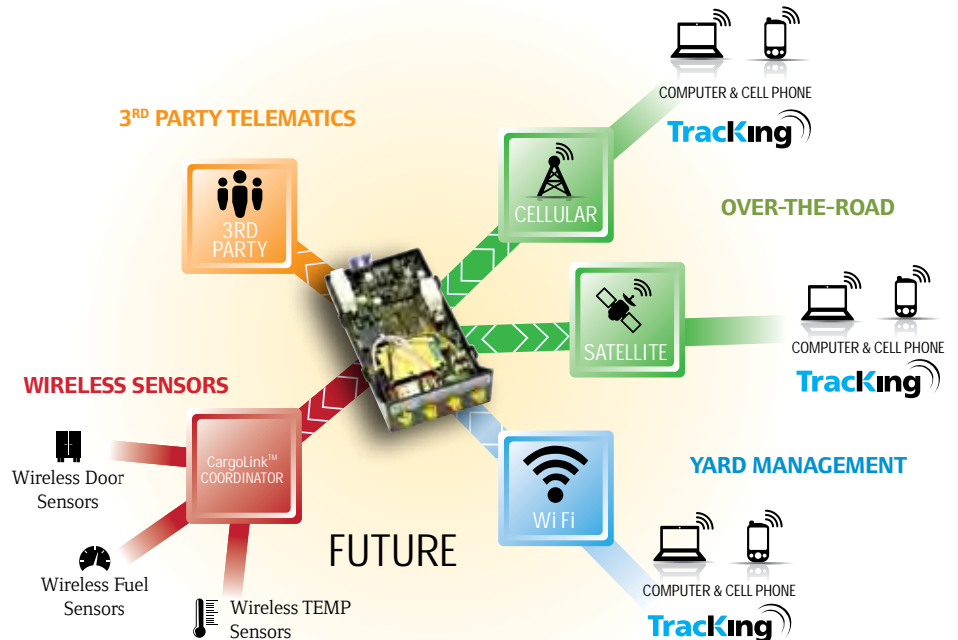 COMPUTER & CELL PHONE
TracKing
3RD PARTY TELEMATICS
3RD
PARTY
CELLULAR
OVER-THE-ROAD
SATELLITE
COMPUTER & CELL PHONE
TracKing
WIRELESS SENSORS
CargoLink™
COORDINATOR
Wireless Door
Sensors
Wireless Fuel
Sensors
Wireless TEMP
Sensors
FUTURE
Wi Fi
YARD MANAGEMENT
COMPUTER & CELL PHONE
TracKing